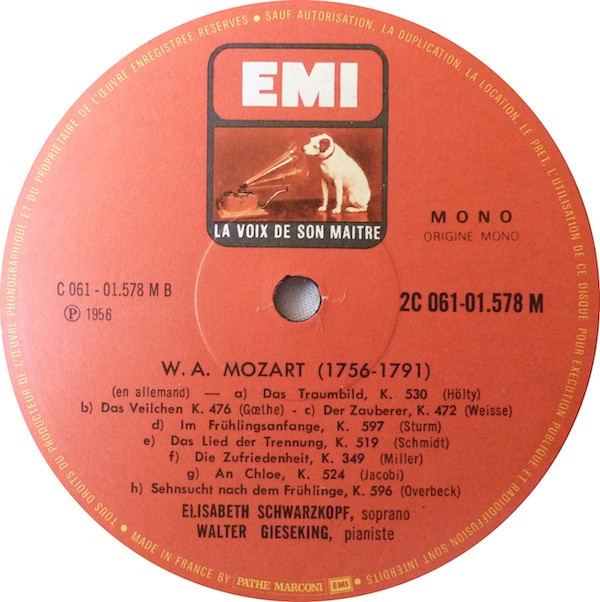 TOUS DROITS DU PRODUCTEUR DE L'ŒUVRE PHONOGRAPHIQUE ET DU PROPRIETAIRE DE L'ŒUVRE ENREGISTREE RESERVES • SAUF AUTORISATION, LA DUPLICATION, LA LOCATION, LE PRET, L'UTILISATION DE CE DISQUE POUR EXECUTION PUBLIQUE ET RADIODIFFUSION SONT INTERDITS •
EMI
LA VOIX DE SON MAITRE
MONO
ORIGINE MONO
C 061 - 01.578 M B
2C 061-01.578 M
Ⓟ 1956
W. A. MOZART (1756-1791)
(en allemand) — a) Das Traumbild, K. 530 (Hölty)
b) Das Veilchen K. 476 (Gœthe) - c) Der Zauberer, K. 472 (Weisse)
d) Im Frühlingsanfange, K. 597 (Sturm)
e) Das Lied der Trennung, K. 519 (Schmidt)
f) Die Zufriedenheit, K. 349 (Miller)
g) An Chloe, K. 524 (Jacobi)
h) Sehnsucht nach dem Frühlinge, K. 596 (Overbeck)
ELISABETH SCHWARZKOPF, soprano
WALTER GIESEKING, pianiste
• MADE IN FRANCE BY PATHE MARCONI EMI